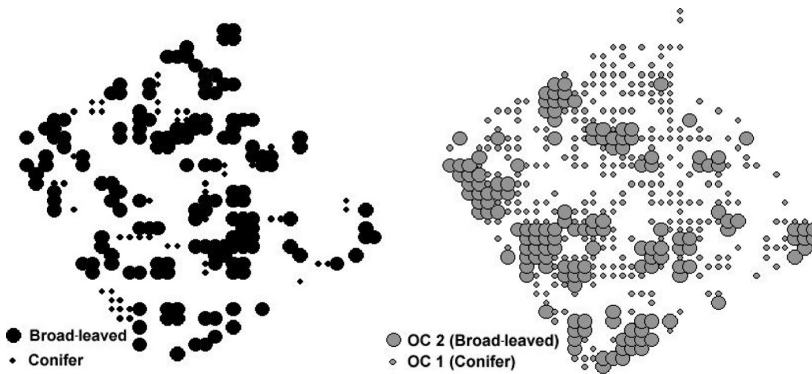 Broad-leaved
Conifer
OC 2 (Broad-leaved)
OC 1 (Conifer)